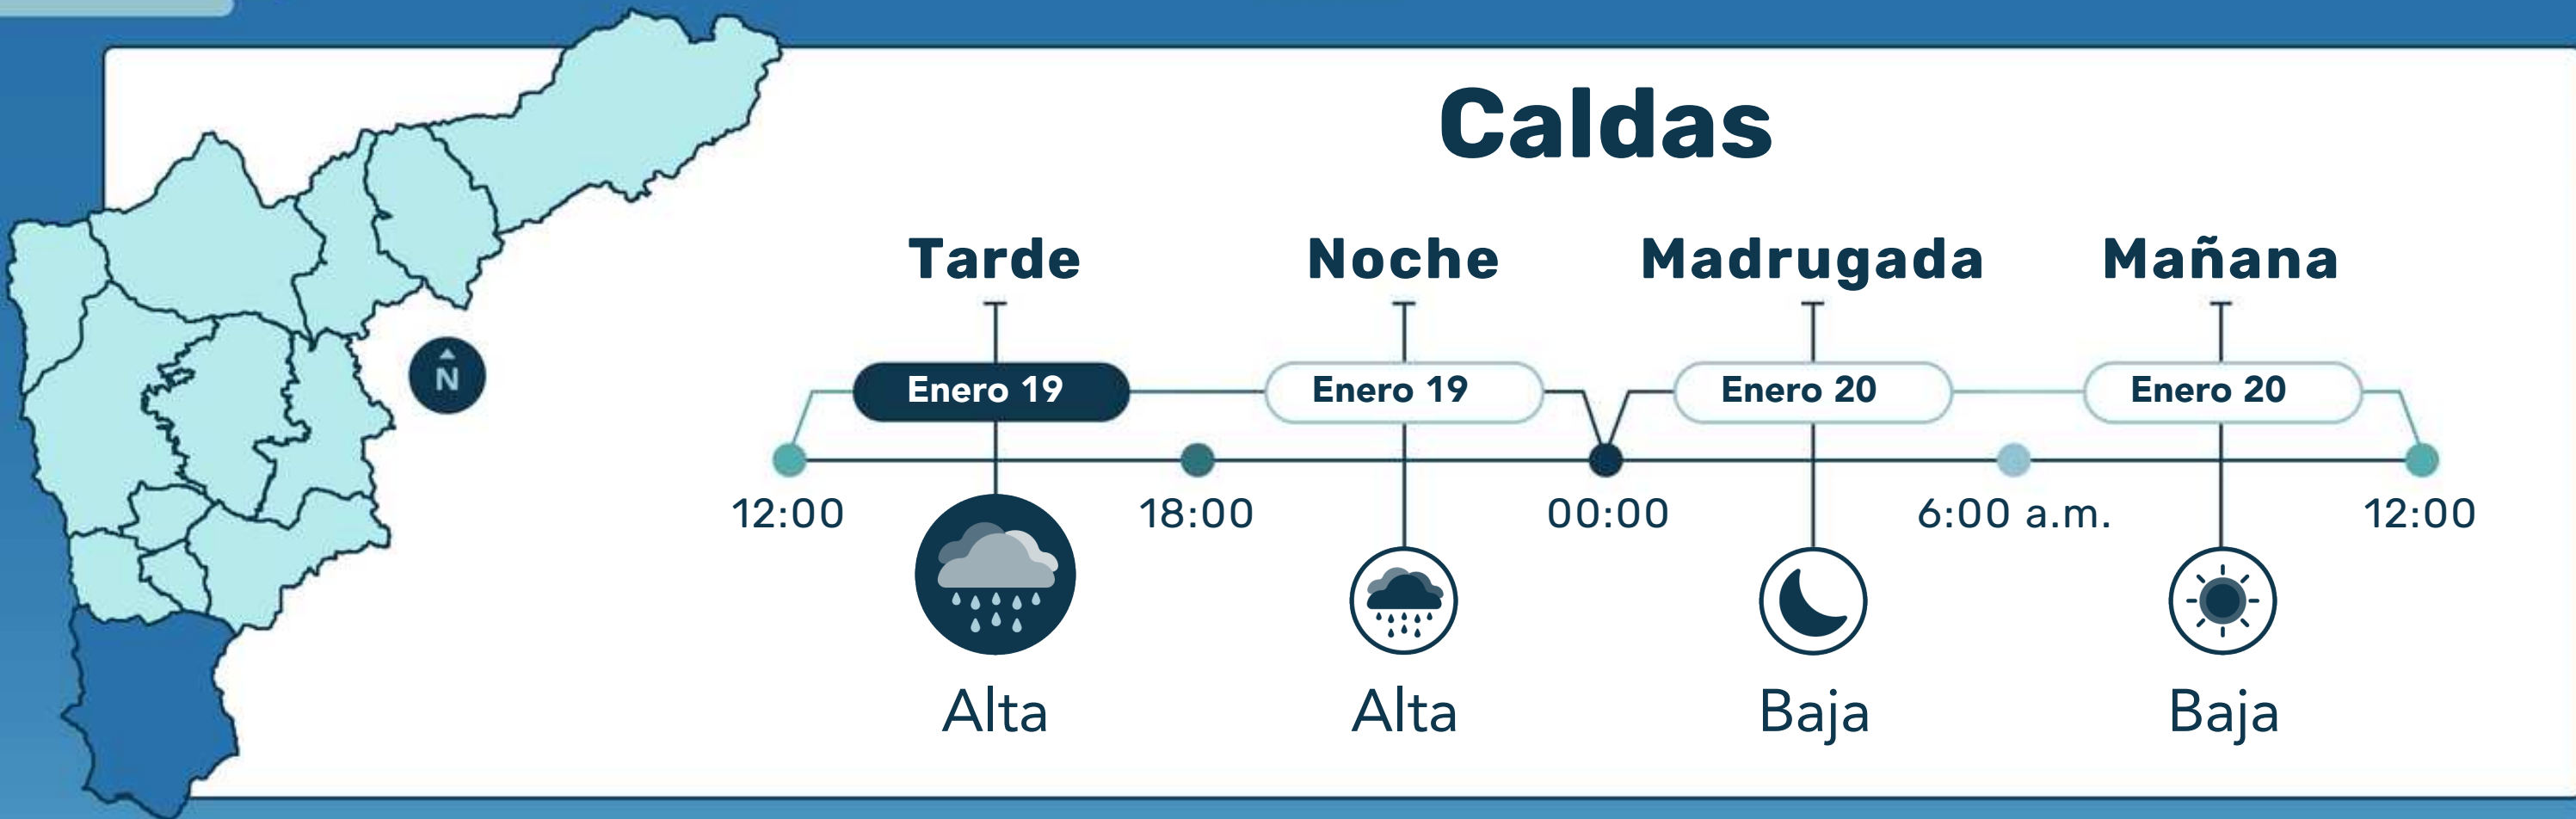 Caldas
Tarde Noche Madrugada Mañana
N
Enero 19 Enero 19 Enero 20 Enero 20
12:00 18:00 00:00 6:00 a.m. 12:00
Alta Alta Baja Baja